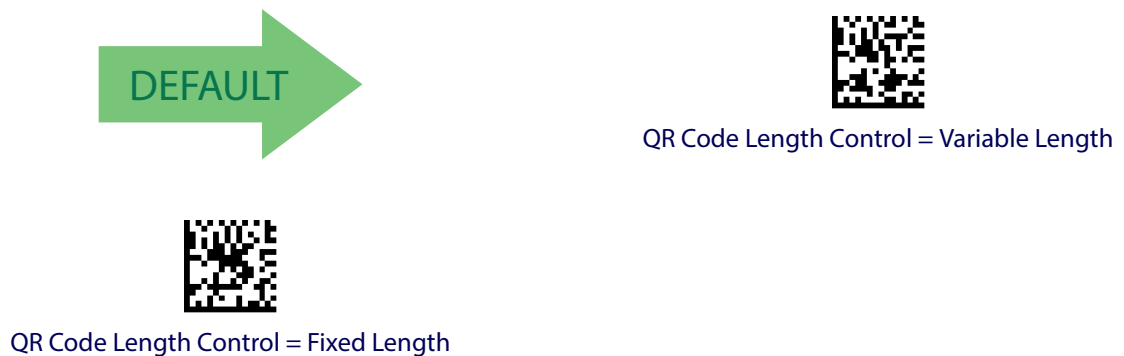 DEFAULT
QR Code Length Control = Variable Length
QR Code Length Control = Fixed Length